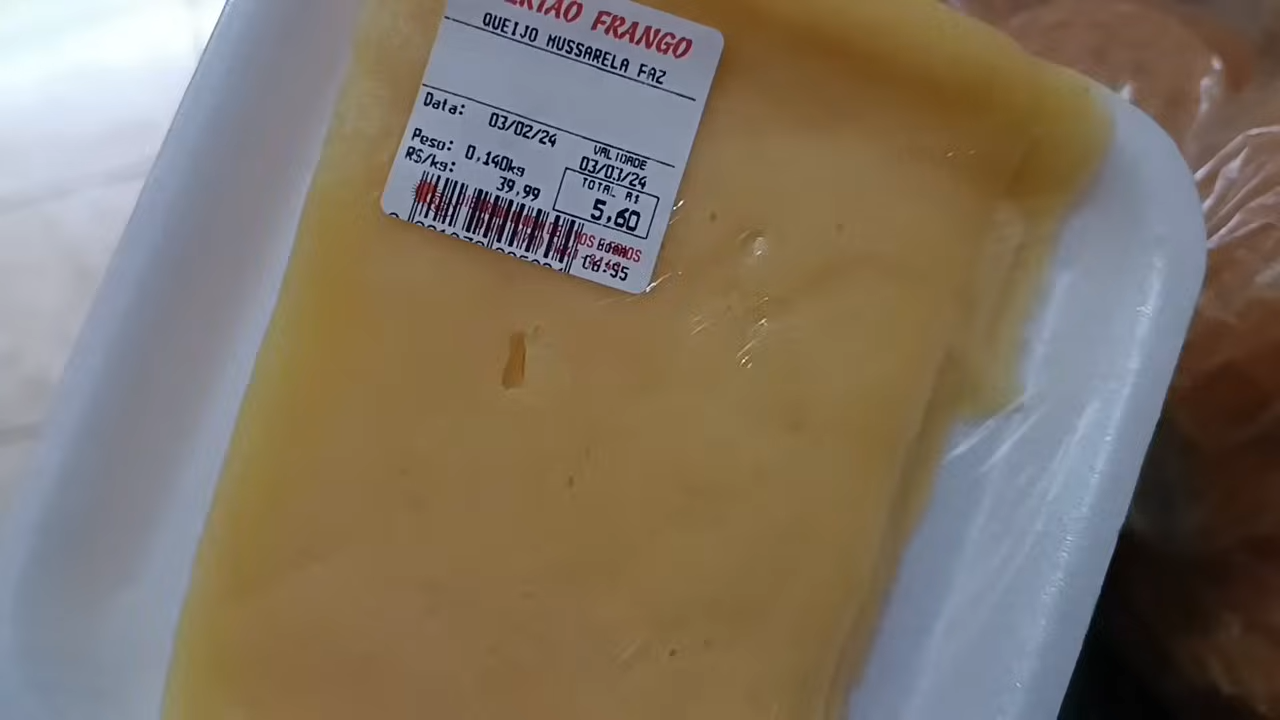 FRANGO
QUEIJO MUSSARELA FAZ
Data: 03/02/24
VALIDADE
03/03/24
Peso: 0,140kg
R$/kg: 39,99
TOTAL R$
5,60